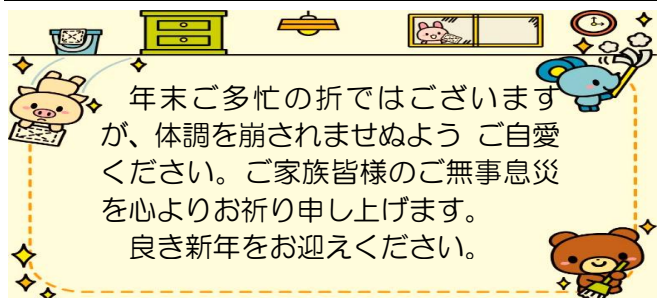 年末ご多忙の折ではございます
が、体調を崩されませぬよう ご自愛
ください。ご家族皆様のご無事息災
を心よりお祈り申し上げます。
　良き新年をお迎えください。